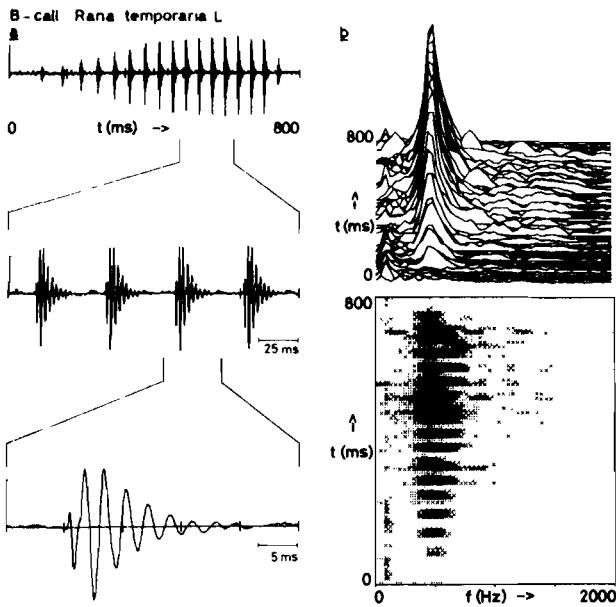 B-call Rana temporaria L
a
0 t (ms) -> 800
25 ms
5 ms
b
800
t (ms)
0
800
t (ms)
0
0 f (Hz) -> 2000